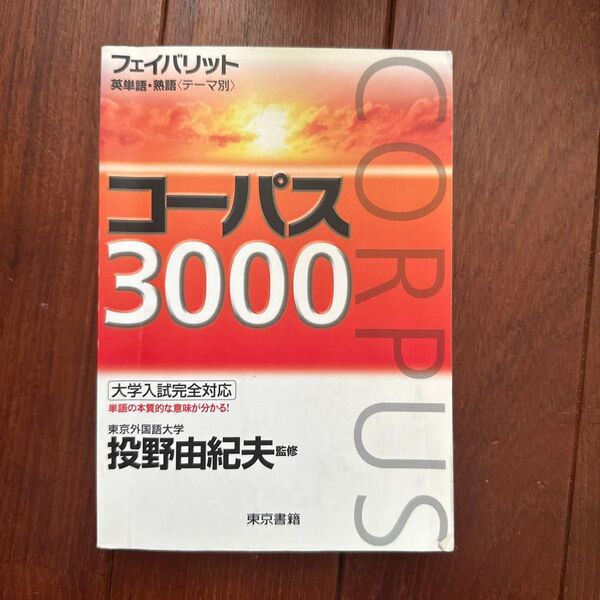 フェイバリット
英単語・熟語〈テーマ別〉
コーパス
3000
CORPUS
大学入試完全対応
単語の本質的な意味が分かる!
東京外国語大学
投野由紀夫監修
東京書籍